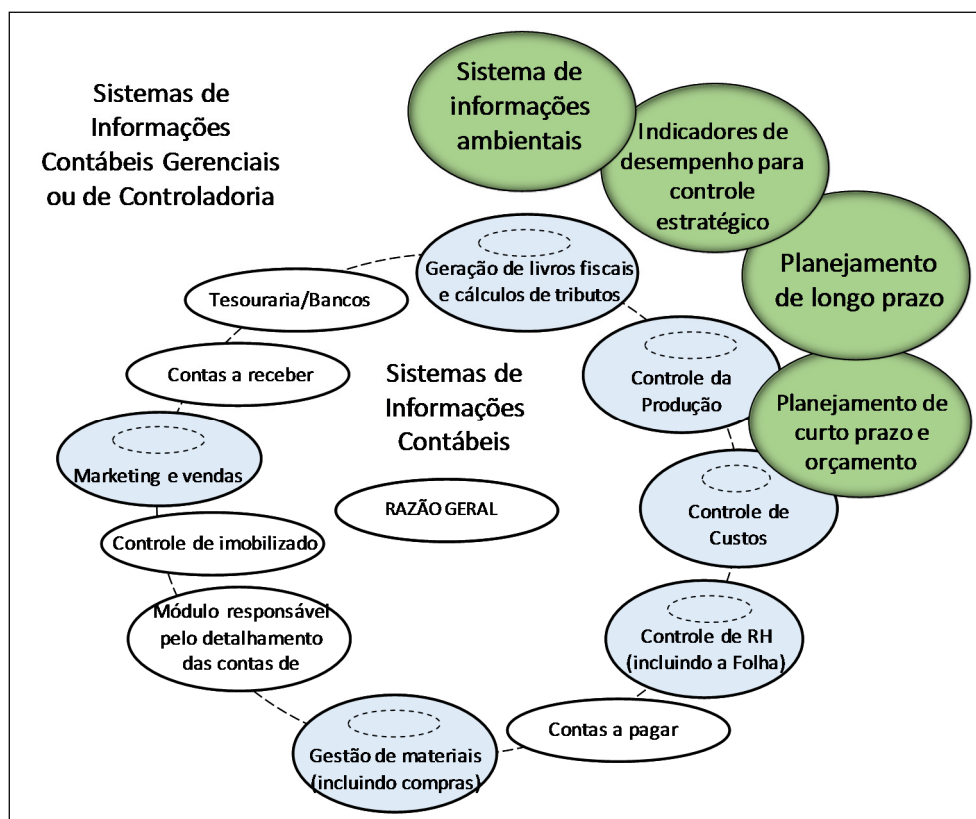 Sistemas de
Informações
Contábeis Gerenciais
ou de Controladoria
Sistema de
informações
ambientais
Indicadores de
desempenho para
controle
estratégico
Planejamento
de longo prazo
Planejamento de
curto prazo e
orçamento
Geração de livros fiscais
e cálculos de tributos
Tesouraria/Bancos
Contas a receber
Marketing e vendas
Controle de imobilizado
Módulo responsável
pelo detalhamento
das contas de
Gestão de materiais
(incluindo compras)
Contas a pagar
Controle de RH
(incluindo a Folha)
Controle de
Custos
Controle da
Produção
Sistemas de
Informações
Contábeis
RAZÃO GERAL